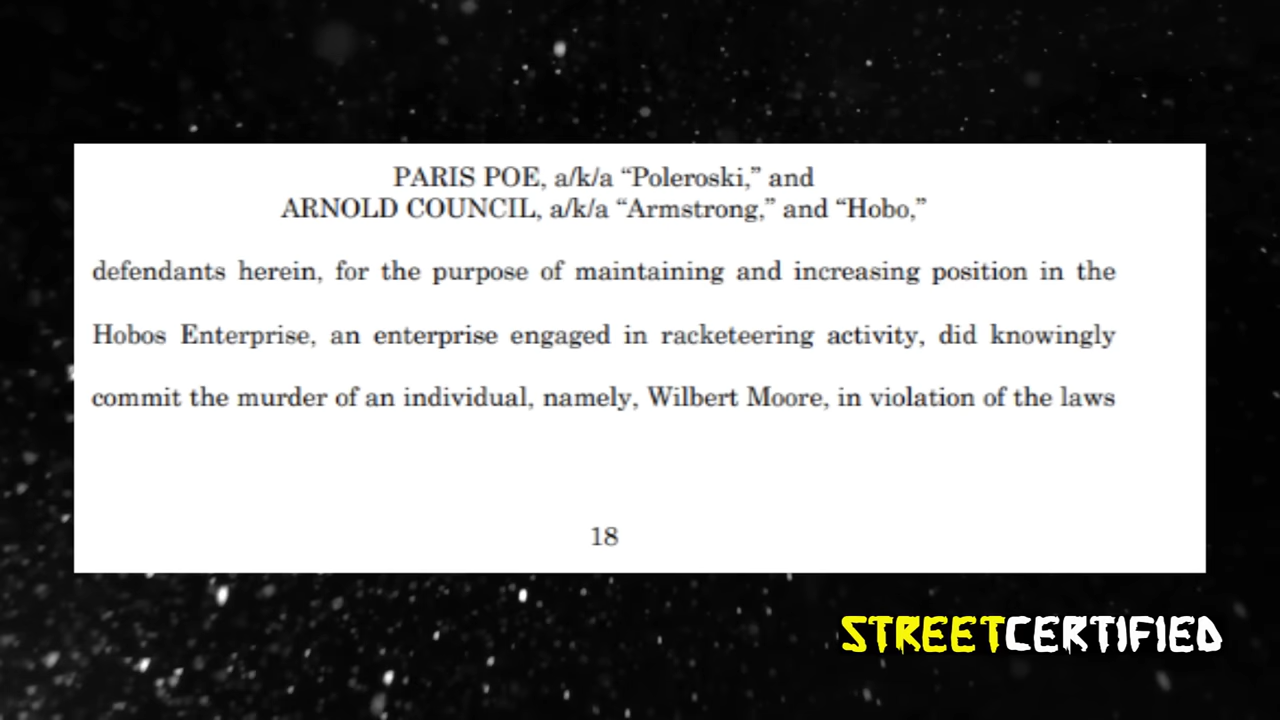 PARIS POE, a/k/a “Poleroski,” and
ARNOLD COUNCIL, a/k/a “Armstrong,” and “Hobo,”
defendants herein, for the purpose of maintaining and increasing position in the
Hobos Enterprise, an enterprise engaged in racketeering activity, did knowingly
commit the murder of an individual, namely, Wilbert Moore, in violation of the laws
18
STREETCERTIFIED